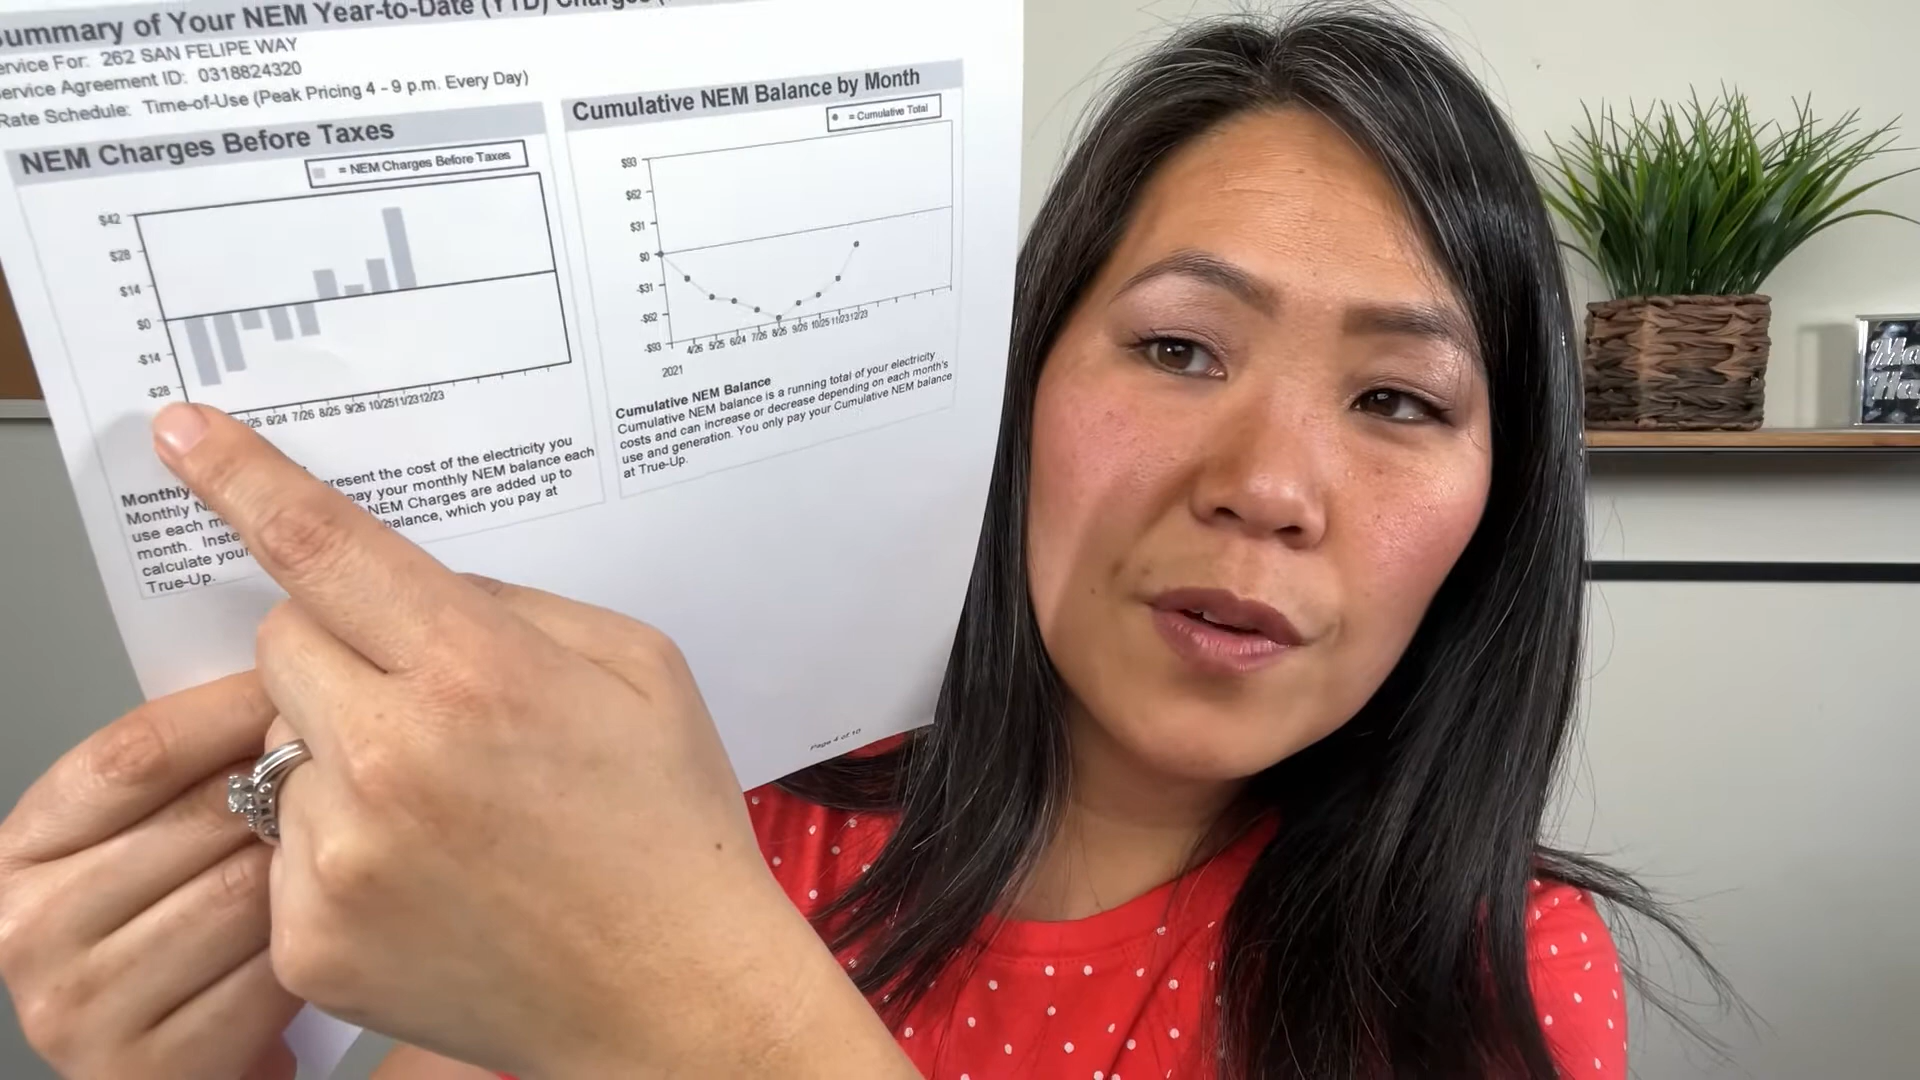 Summary of Your NEM Year-to-Date (YTD) Charges
Service For: 262 SAN FELIPE WAY
Service Agreement ID: 0318824320
Rate Schedule: Time-of-Use (Peak Pricing 4 - 9 p.m. Every Day)
NEM Charges Before Taxes
= NEM Charges Before Taxes
$42
$28
$14
$0
-$14
-$28
/25 6/24 7/26 8/25 9/26 10/25 11/23 12/23
Monthly
Monthly N resent the cost of the electricity you
use each m pay your monthly NEM balance each
month. Inste NEM Charges are added up to
calculate your balance, which you pay at
True-Up.
Cumulative NEM Balance by Month
= Cumulative Total
$93
$62
$31
$0
-$31
-$62
-$93
4/26 5/25 6/24 7/26 8/25 9/26 10/25 11/23 12/23
2021
Cumulative NEM Balance
Cumulative NEM balance is a running total of your electricity
costs and can increase or decrease depending on each month's
use and generation. You only pay your Cumulative NEM balance
at True-Up.
Page 4 of 10